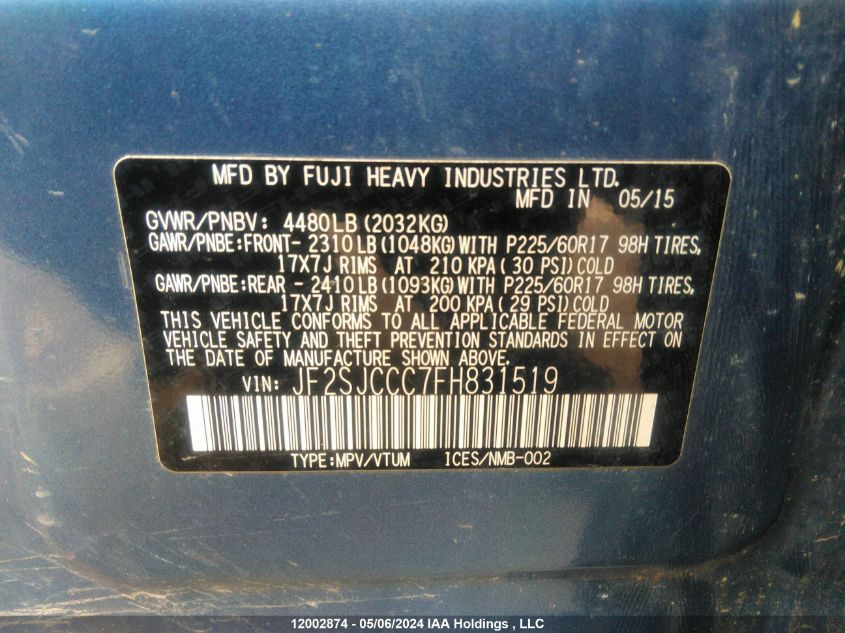 MFD BY FUJI HEAVY INDUSTRIES LTD.
MFD IN 05/15
GVWR/PNBV: 4480LB (2032KG)
GAWR/PNBE:FRONT- 2310LB (1048KG) WITH P225/60R17 98H TIRES,
17X7J RIMS AT 210 KPA ( 30 PSI) COLD
GAWR/PNBE:REAR - 2410LB (1093KG) WITH P225/60R17 98H TIRES,
17X7J RIMS AT 200 KPA ( 29 PSI) COLD
THIS VEHICLE CONFORMS TO ALL APPLICABLE FEDERAL MOTOR
VEHICLE SAFETY AND THEFT PREVENTION STANDARDS IN EFFECT ON
THE DATE OF MANUFACTURE SHOWN ABOVE.
VIN: JF2SJCCC7FH831519
TYPE:MPV/VTUM ICES/NMB-002
12002874 - 05/06/2024 IAA Holdings , LLC